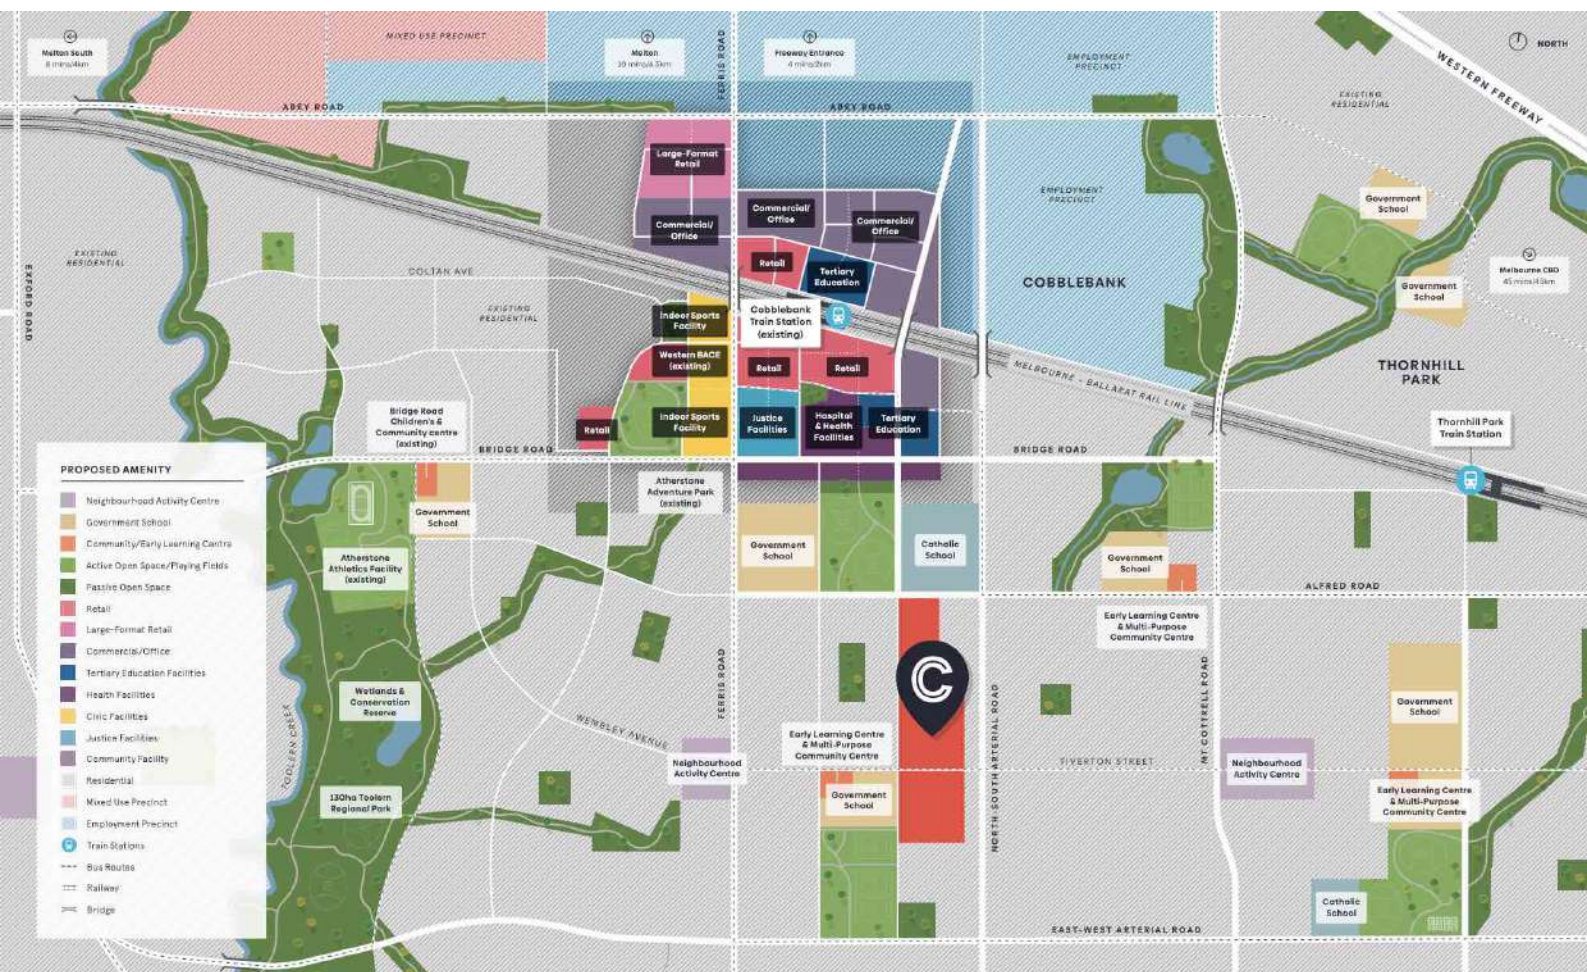 Melton South
8 mins/4km
MIXED USE PRECINCT
Melton
10 mins/6.5km
FERRIS ROAD
Freeway Entrance
4 mins/2km
EMPLOYMENT
PRECINCT
NORTH
WESTERN FREEWAY
EXISTING
RESIDENTIAL
ABEY ROAD
ABEY ROAD
Large-Format
Retail
Commercial/
Office
Commercial/
Office
Commercial/
Office
EMPLOYMENT
PRECINCT
Government
School
EXISTING
RESIDENTIAL
EXFORD ROAD
COLTAN AVE
Retail
Tertiary
Education
COBBLEBANK
Government
School
Melbourne CBD
EXISTING
RESIDENTIAL
Indoor Sports
Facility
Cobblebank
Train Station
(existing)
Western BACE
(existing)
Retail
Retail
MELBOURNE - BALLARAT RAIL LINE
THORNHILL
PARK
Bridge Road
Children's &
Community centre
(existing)
Retail
Indoor Sports
Facility
Justice
Facilities
Hospital
& Health
Facilities
Tertiary
Education
Thornhill Park
Train Station
BRIDGE ROAD
BRIDGE ROAD
PROPOSED AMENITY
Neighbourhood Activity Centre
Government School
Community/Early Learning Centre
Active Open Space/Playing Fields
Passive Open Space
Retail
Large-Format Retail
Commercial/Office
Tertiary Education Facilities
Health Facilities
Civic Facilities
Justice Facilities
Community Facility
Residential
Mixed Use Precinct
Employment Precinct
Train Stations
Bus Routes
Railway
Bridge
Atherstone
Adventure Park
(existing)
Government
School
Atherstone
Athletics Facility
(existing)
Government
School
Catholic
School
Government
School
ALFRED ROAD
Early Learning Centre
& Multi-Purpose
Community Centre
C
Wetlands &
Conservation
Reserve
TOOLERN CREEK
FERRIS ROAD
WEMBLEY AVENUE
NORTH-SOUTH ARTERIAL ROAD
MT COTTRELL ROAD
Government
School
Early Learning Centre
& Multi-Purpose
Community Centre
Neighbourhood
Activity Centre
TIVERTON STREET
Neighbourhood
Activity Centre
130ha Toolern
Regional Park
Government
School
Early Learning Centre
& Multi-Purpose
Community Centre
Catholic
School
EAST-WEST ARTERIAL ROAD